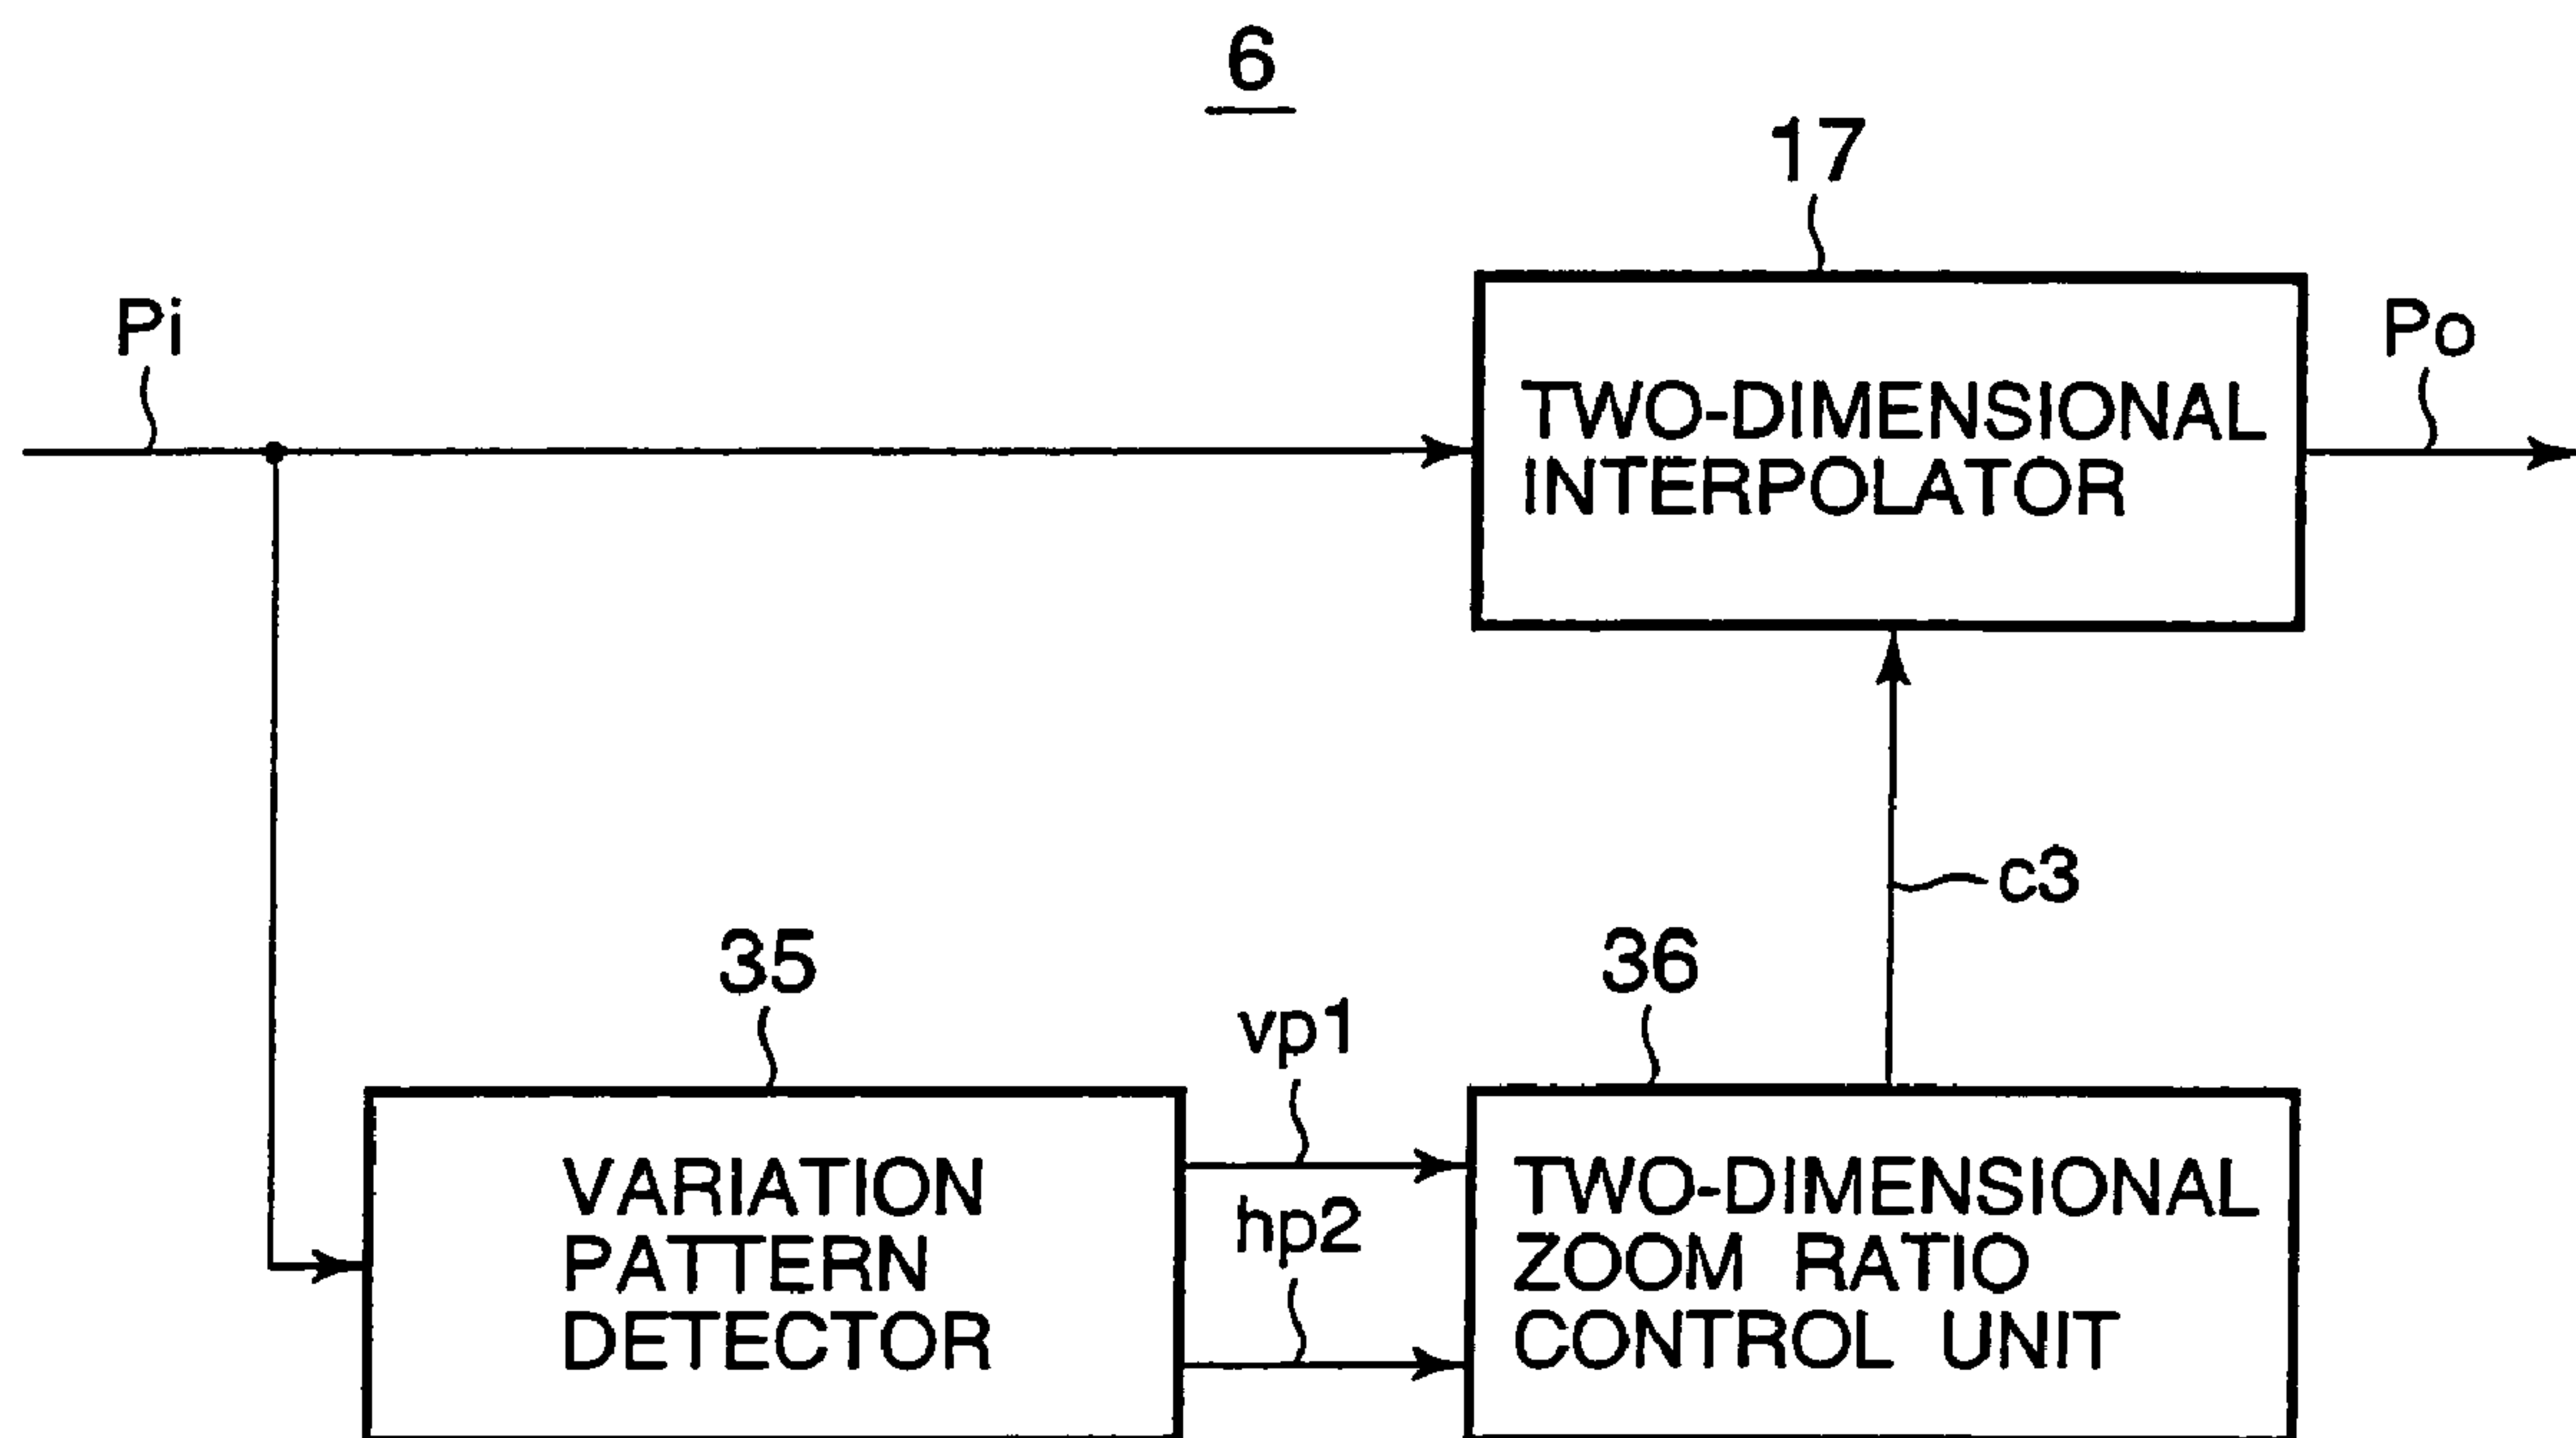 6
17
Pi
Po
TWO-DIMENSIONAL
INTERPOLATOR
c3
35
36
vp1
hp2
VARIATION
PATTERN
DETECTOR
TWO-DIMENSIONAL
ZOOM RATIO
CONTROL UNIT